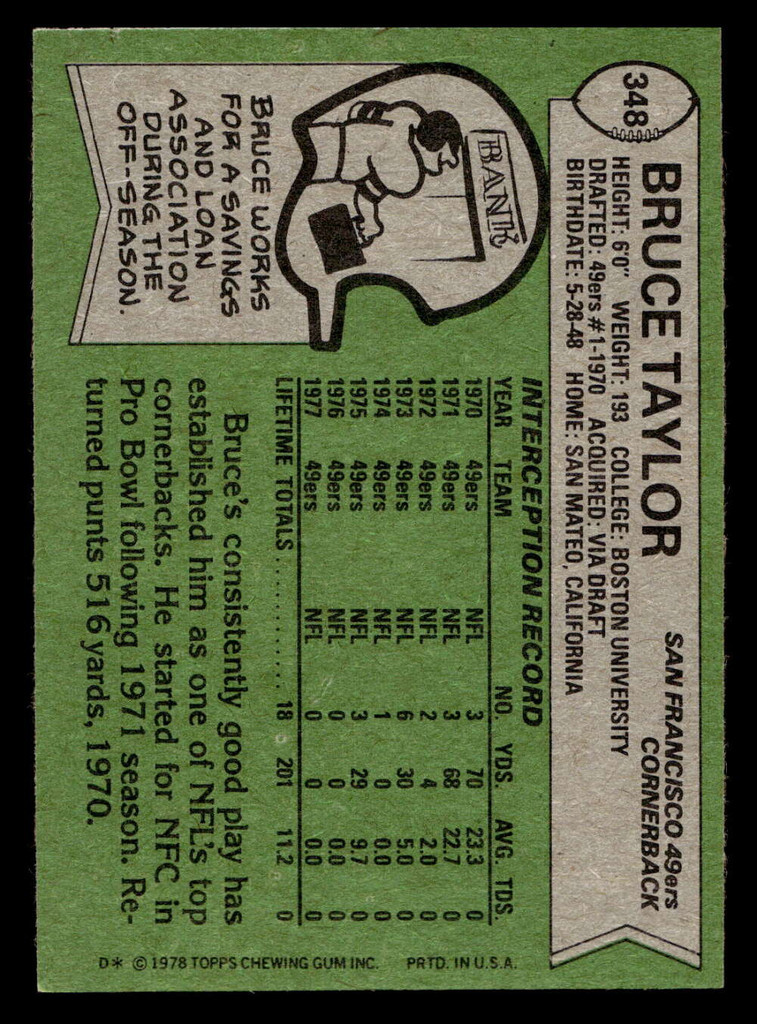 348
BRUCE TAYLOR
SAN FRANCISCO 49ers
CORNERBACK
HEIGHT: 6'0" WEIGHT: 193 COLLEGE: BOSTON UNIVERSITY
DRAFTED: 49ers #1-1970 ACQUIRED: VIA DRAFT
BIRTHDATE: 5-28-48 HOME: SAN MATEO, CALIFORNIA
BANK
BRUCE WORKS
FOR A SAVINGS
AND LOAN
ASSOCIATION
DURING THE
OFF-SEASON.
INTERCEPTION RECORD
YEAR TEAM NO. YDS. AVG. TDS.
1970 49ers NFL 3 70 23.3 0
1971 49ers NFL 3 68 22.7 0
1972 49ers NFL 2 4 2.0 0
1973 49ers NFL 6 30 5.0 0
1974 49ers NFL 1 0 0.0 0
1975 49ers NFL 3 29 9.7 0
1976 49ers NFL 0 0 0.0 0
1977 49ers NFL 0 0 0.0 0
LIFETIME TOTALS ............ 18 201 11.2 0
Bruce's consistently good play has
established him as one of NFL's top
cornerbacks. He started for NFC in
Pro Bowl following 1971 season. Re-
turned punts 516 yards, 1970.
D* © 1978 TOPPS CHEWING GUM INC. PRTD. IN U.S.A.